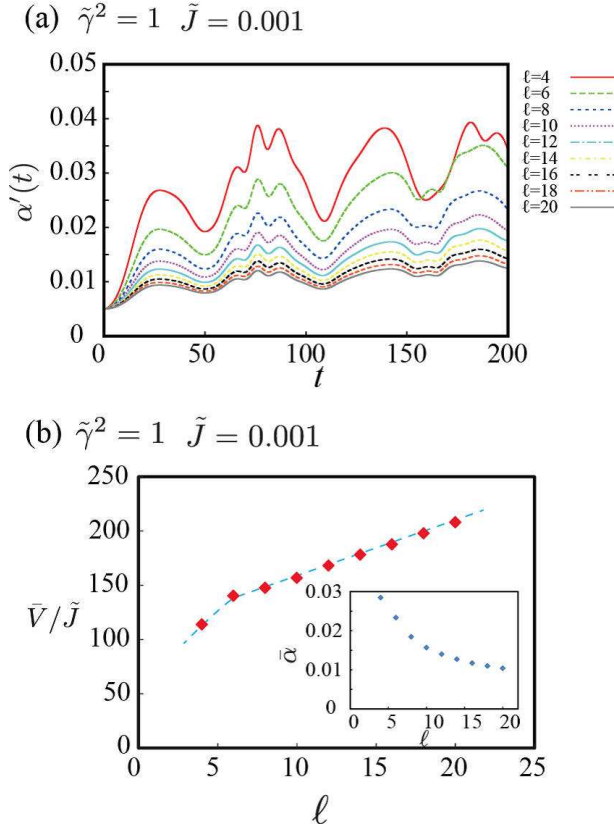 (a) γ̃² = 1 J̃ = 0.001
0.05
0.04
0.03
0.02
0.01
0
α′(t)
0 50 100 150 200
t
ℓ=4
ℓ=6
ℓ=8
ℓ=10
ℓ=12
ℓ=14
ℓ=16
ℓ=18
ℓ=20
(b) γ̃² = 1 J̃ = 0.001
250
200
150
100
50
0
V̄/J̃
0 5 10 15 20 25
ℓ
0.03
0.02
0.01
0
ᾱ
0 5 10 15 20
ℓ